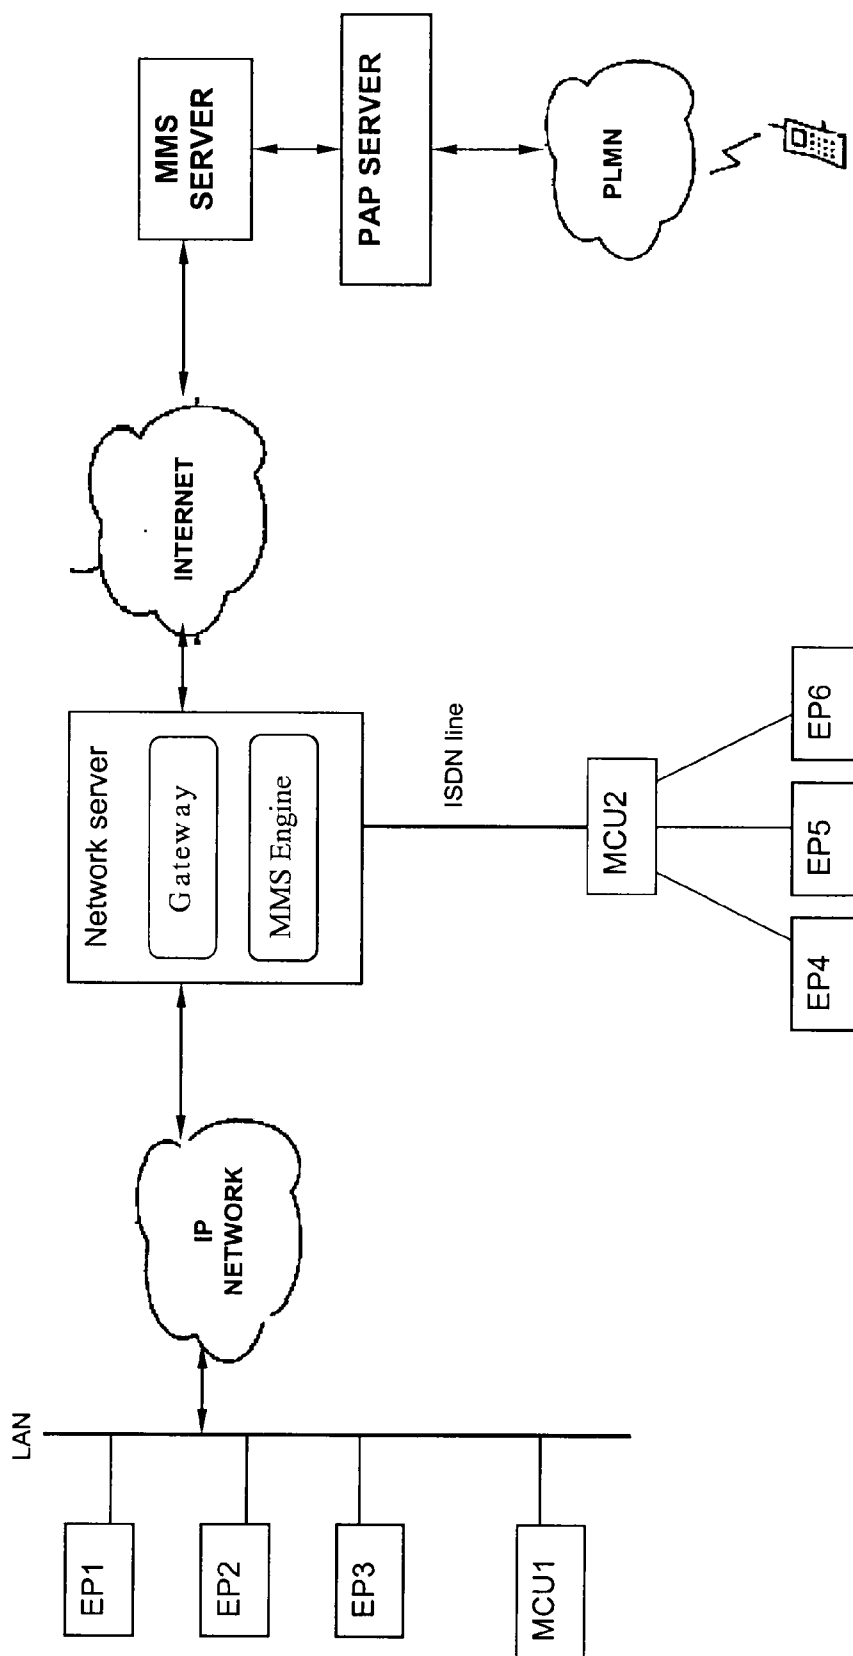 LAN
EP1
EP2
EP3
MCU1
IP
NETWORK
Network server
Gateway
MMS Engine
ISDN line
MCU2
EP4
EP5
EP6
INTERNET
MMS
SERVER
PAP SERVER
PLMN